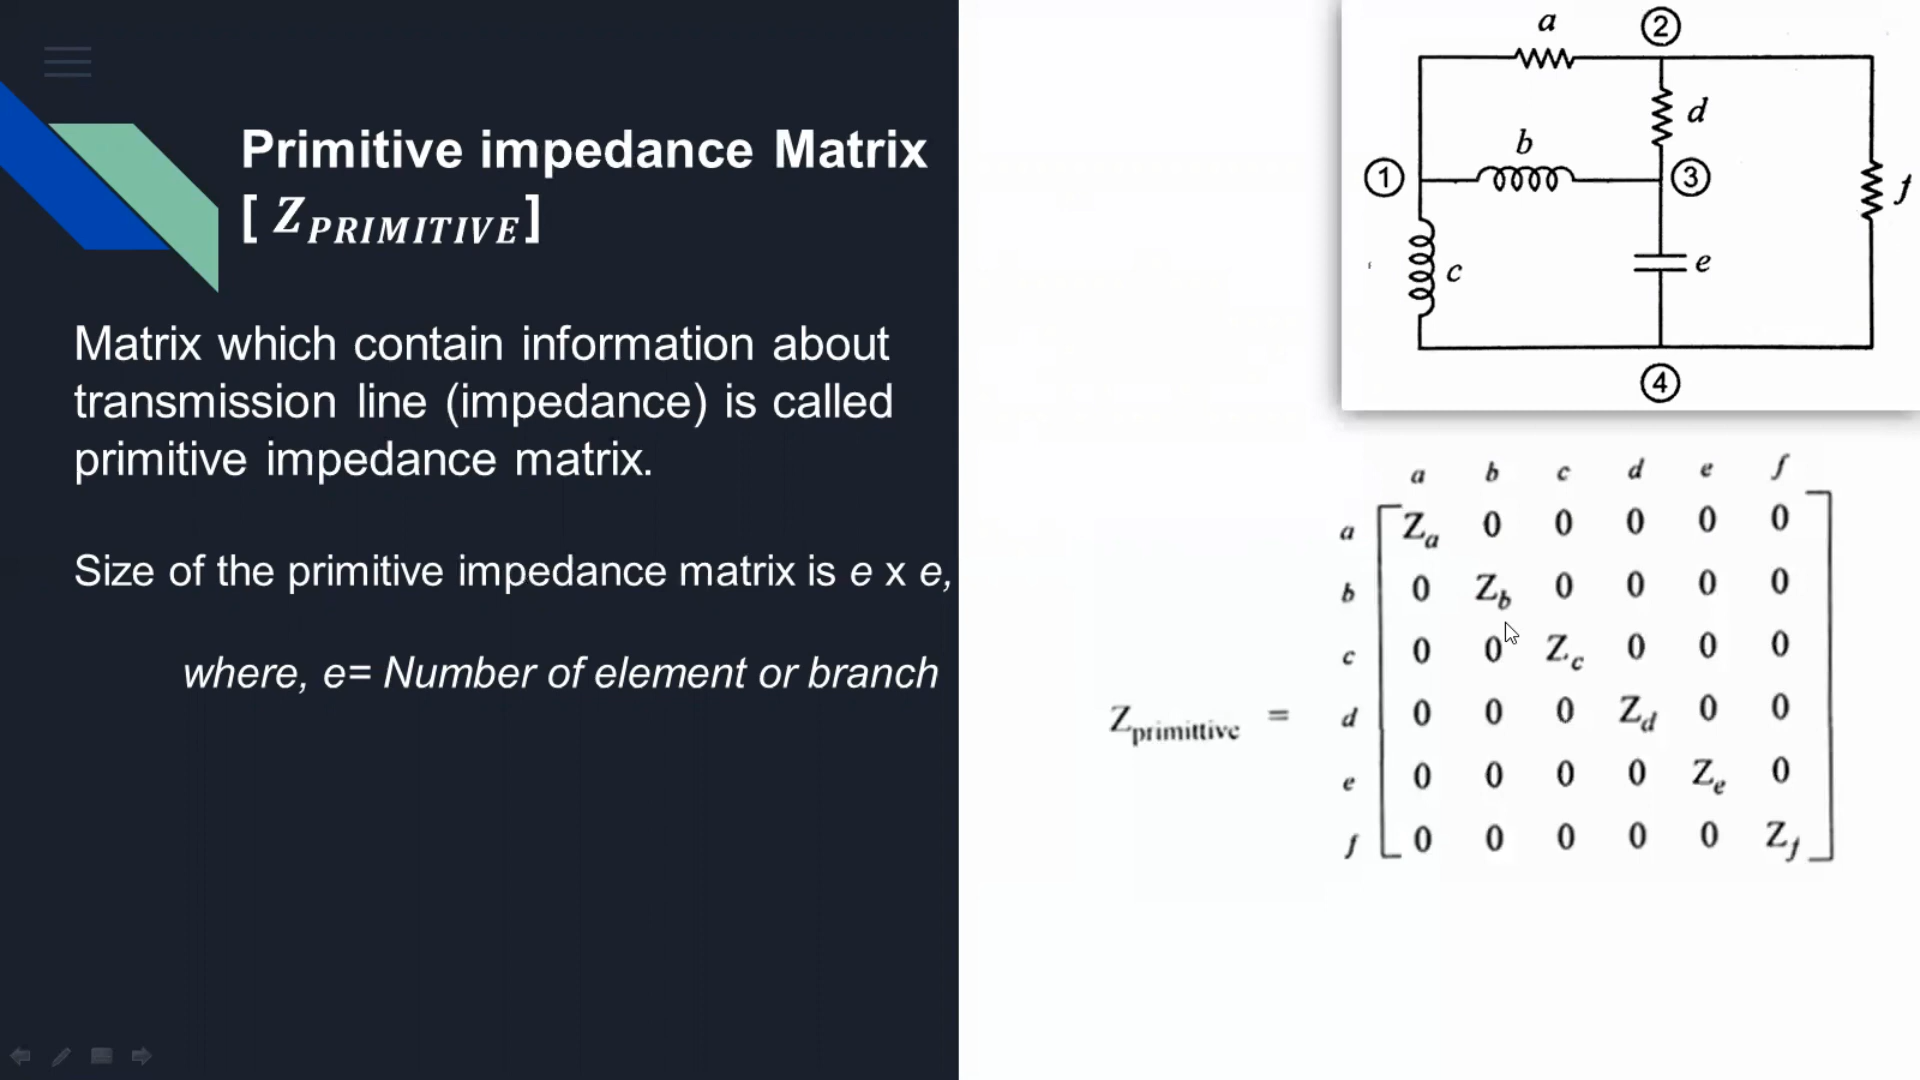 Primitive impedance Matrix
[ Z_PRIMITIVE ]
Matrix which contain information about
transmission line (impedance) is called
primitive impedance matrix.
Size of the primitive impedance matrix is e x e,
where, e= Number of element or branch
a
②
d
b
①
③
f
c
e
④
a b c d e f
a Z_a 0 0 0 0 0
b 0 Z_b 0 0 0 0
c 0 0 Z_c 0 0 0
Z_primittive = d 0 0 0 Z_d 0 0
e 0 0 0 0 Z_e 0
f 0 0 0 0 0 Z_f